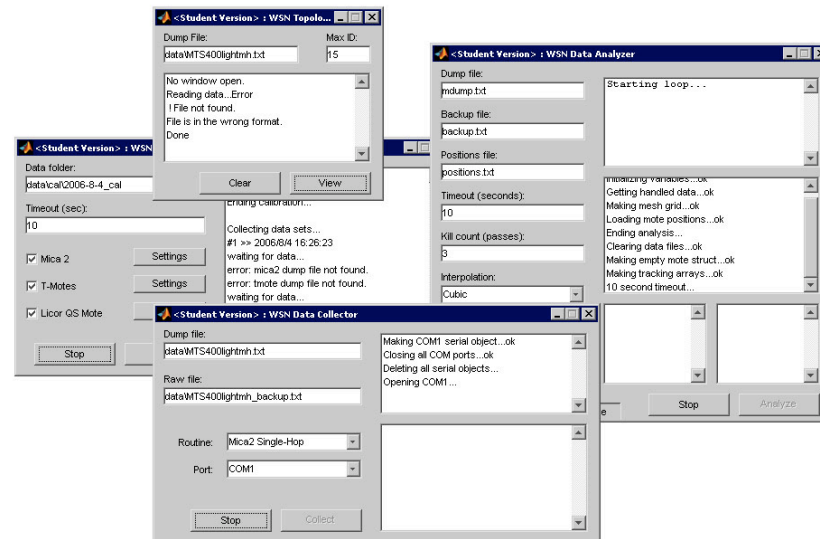 <Student Version> : WSN Topolo...
Dump File:
Max ID:
data\MTS400lightmh.txt
15
No window open.
Reading data...Error
! File not found.
File is in the wrong format.
Done
Clear
View
<Student Version> : WSN Data Analyzer
Dump file:
mdump.txt
Backup file:
backup.txt
Positions file:
positions.txt
Timeout (seconds):
10
Kill count (passes):
3
Interpolation:
Cubic
Starting loop...
Initializing variables...ok
Getting handled data...ok
Making mesh grid...ok
Loading mote positions...ok
Ending analysis...
Clearing data files...ok
Making empty mote struct...ok
Making tracking arrays...ok
10 second timeout...
Stop
Analyze
<Student Version> : WSN
Data folder:
data\cal\2006-8-4_cal
Timeout (sec):
10
Mica 2
Settings
T-Motes
Settings
Licor QS Mote
Stop
Ending calibration...
Collecting data sets...
#1 >> 2006/8/4 16:26:23
waiting for data...
error: mica2 dump file not found.
error: tmote dump file not found.
waiting for data...
<Student Version> : WSN Data Collector
Dump file:
data\MTS400lightmh.txt
Raw file:
data\MTS400lightmh_backup.txt
Routine:
Mica2 Single-Hop
Port:
COM1
Stop
Collect
Making COM1 serial object...ok
Closing all COM ports...ok
Deleting all serial objects...
Opening COM1...